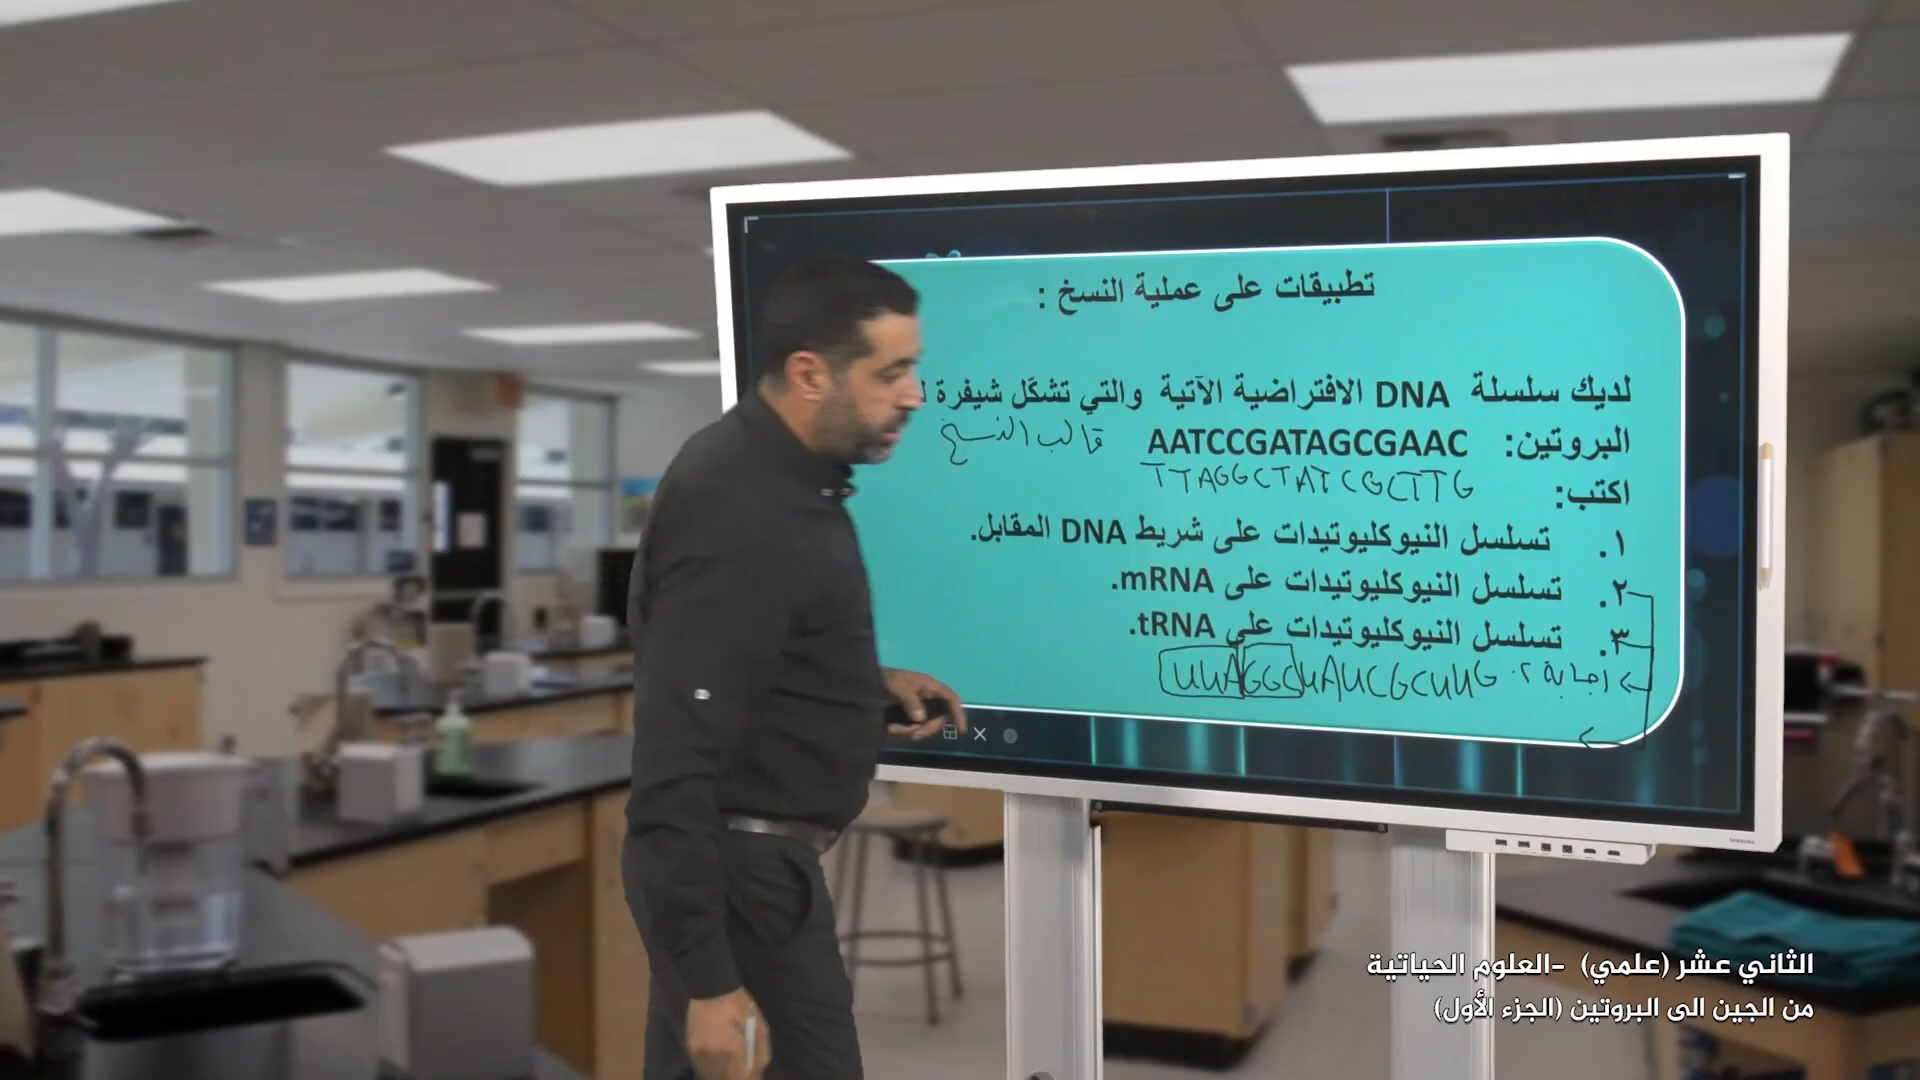 تطبيقات على عملية النسخ :
لديك سلسلة DNA الافتراضية الآتية والتي تشكّل شيفرة
البروتين: AATCCGATAGCGAAC قالب النسخ
TTAGGCTATCGCTTG
اكتب:
١. تسلسل النيوكليوتيدات على شريط DNA المقابل.
٢. تسلسل النيوكليوتيدات على mRNA.
٣. تسلسل النيوكليوتيدات على tRNA.
اجابة ٢. UUAGGCUAUCGCUUG
الثاني عشر (علمي) -العلوم الحياتية
من الجين الى البروتين (الجزء الأول)